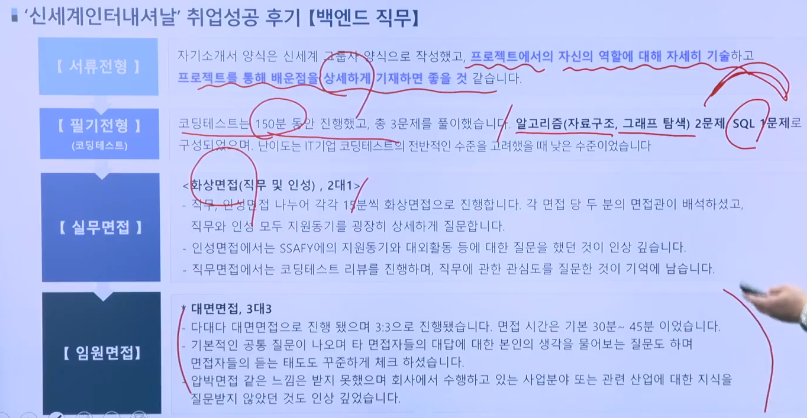 '신세계인터내셔날' 취업성공 후기 【백엔드 직무】
【 서류전형 】
자기소개서 양식은 신세계 그룹사 양식으로 작성했고, 프로젝트에서의 자신의 역할에 대해 자세히 기술하고
프로젝트를 통해 배운점을 상세하게 기재하면 좋을 것 같습니다.
【 필기전형 】
(코딩테스트)
코딩테스트는 150분 동안 진행했고, 총 3문제를 풀이했습니다. 알고리즘(자료구조, 그래프 탐색) 2문제, SQL 1문제로
구성되었으며, 난이도는 IT기업 코딩테스트의 전반적인 수준을 고려했을 때 낮은 수준이었습니다
【 실무면접 】
<화상면접(직무 및 인성) , 2대1>
- 직무, 인성면접 나누어 각각 15분씩 화상면접으로 진행합니다. 각 면접 당 두 분의 면접관이 배석하셨고,
직무와 인성 모두 지원동기를 굉장히 상세하게 질문합니다.
- 인성면접에서는 SSAFY에의 지원동기와 대외활동 등에 대한 질문을 했던 것이 인상 깊습니다.
- 직무면접에서는 코딩테스트 리뷰를 진행하며, 직무에 관한 관심도를 질문한 것이 기억에 남습니다.
【 임원면접 】
대면면접, 3대3
- 다대다 대면면접으로 진행 됐으며 3:3으로 진행됐습니다. 면접 시간은 기본 30분~ 45분 이었습니다.
- 기본적인 공통 질문이 나오며 타 면접자들의 대답에 대한 본인의 생각을 물어보는 질문도 하며
면접자들의 듣는 태도도 꾸준하게 체크 하셨습니다.
- 압박면접 같은 느낌은 받지 못했으며 회사에서 수행하고 있는 사업분야 또는 관련 산업에 대한 지식을
질문받지 않았던 것도 인상 깊었습니다.